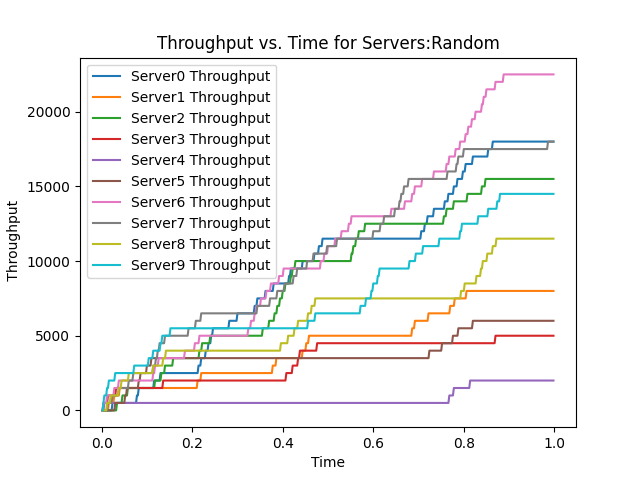 Throughput vs. Time for Servers:Random
Server0 Throughput
Server1 Throughput
Server2 Throughput
Server3 Throughput
Server4 Throughput
Server5 Throughput
Server6 Throughput
Server7 Throughput
Server8 Throughput
Server9 Throughput
Throughput
20000
15000
10000
5000
0
0.0 0.2 0.4 0.6 0.8 1.0
Time